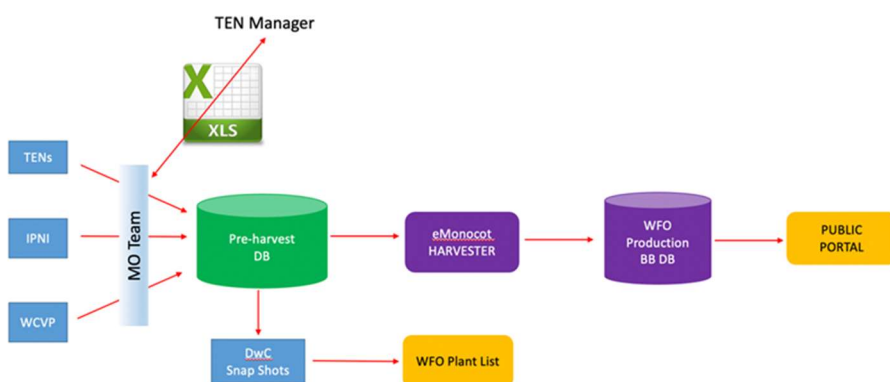 TEN Manager
X
XLS
TENs
IPNI
WCVP
MO Team
Pre-harvest
DB
eMonocot
HARVESTER
WFO
Production
BB DB
PUBLIC
PORTAL
DwC
Snap Shots
WFO Plant List